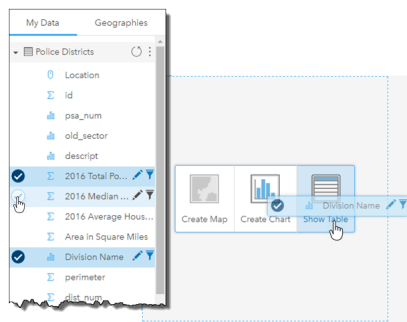 My Data
Geographies
Police Districts
Location
id
psa_num
old_sector
descript
2016 Total Po...
2016 Median ...
2016 Average Hous...
Area in Square Miles
Division Name
perimeter
dist_num
Create Map
Create Chart
Show Table
Division Name